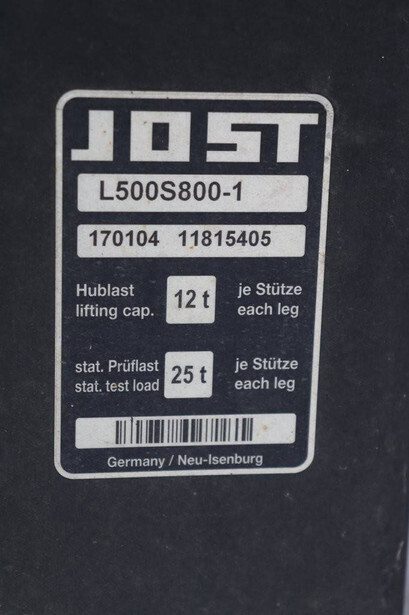 JOST
L500S800-1
170104 11815405
Hublast 12 t je Stütze
lifting cap. each leg
stat. Prüflast 25 t je Stütze
stat. test load each leg
Germany / Neu-Isenburg